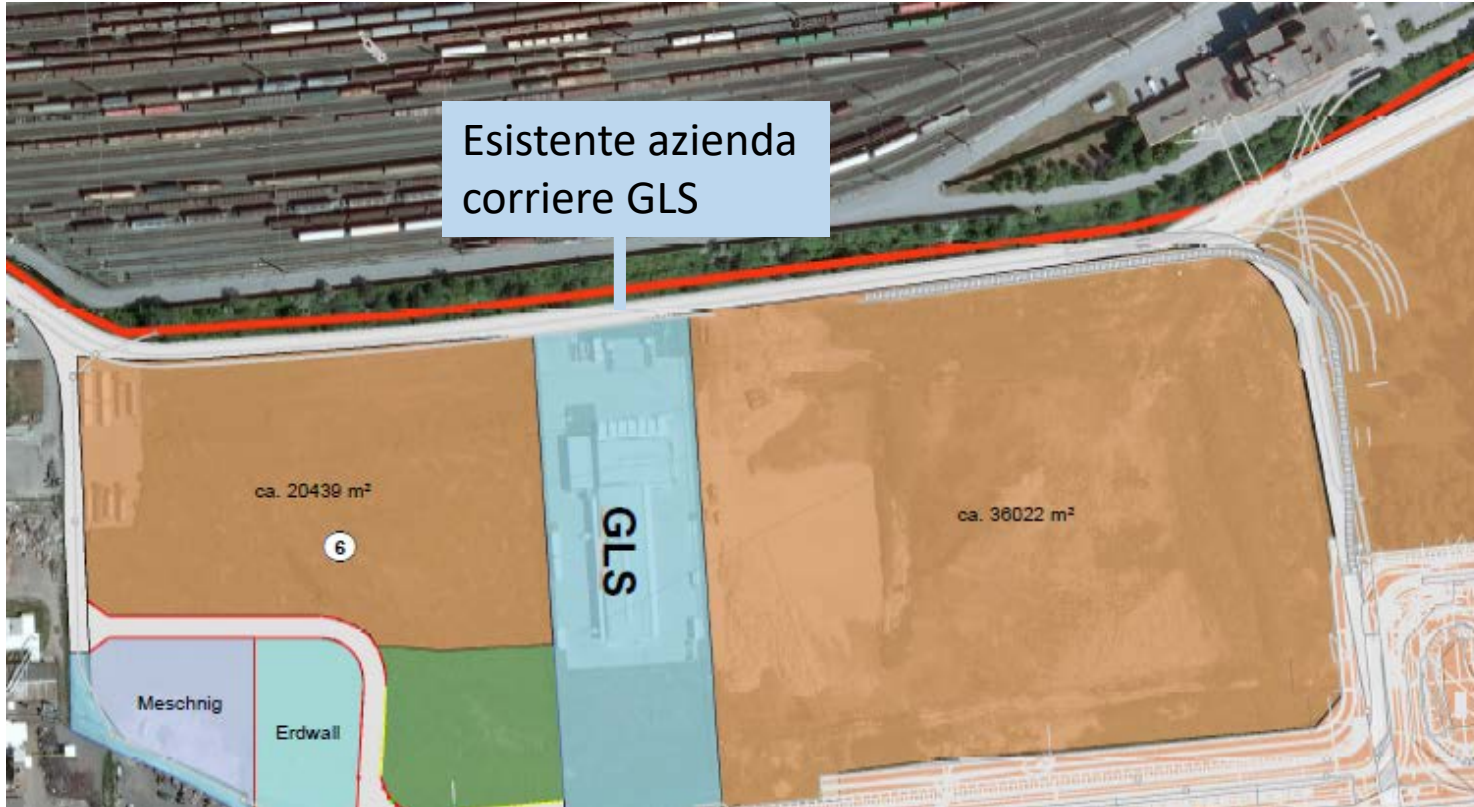 Esistente azienda
corriere GLS
ca. 20439 m²
6
GLS
ca. 36022 m²
Meschnig
Erdwall